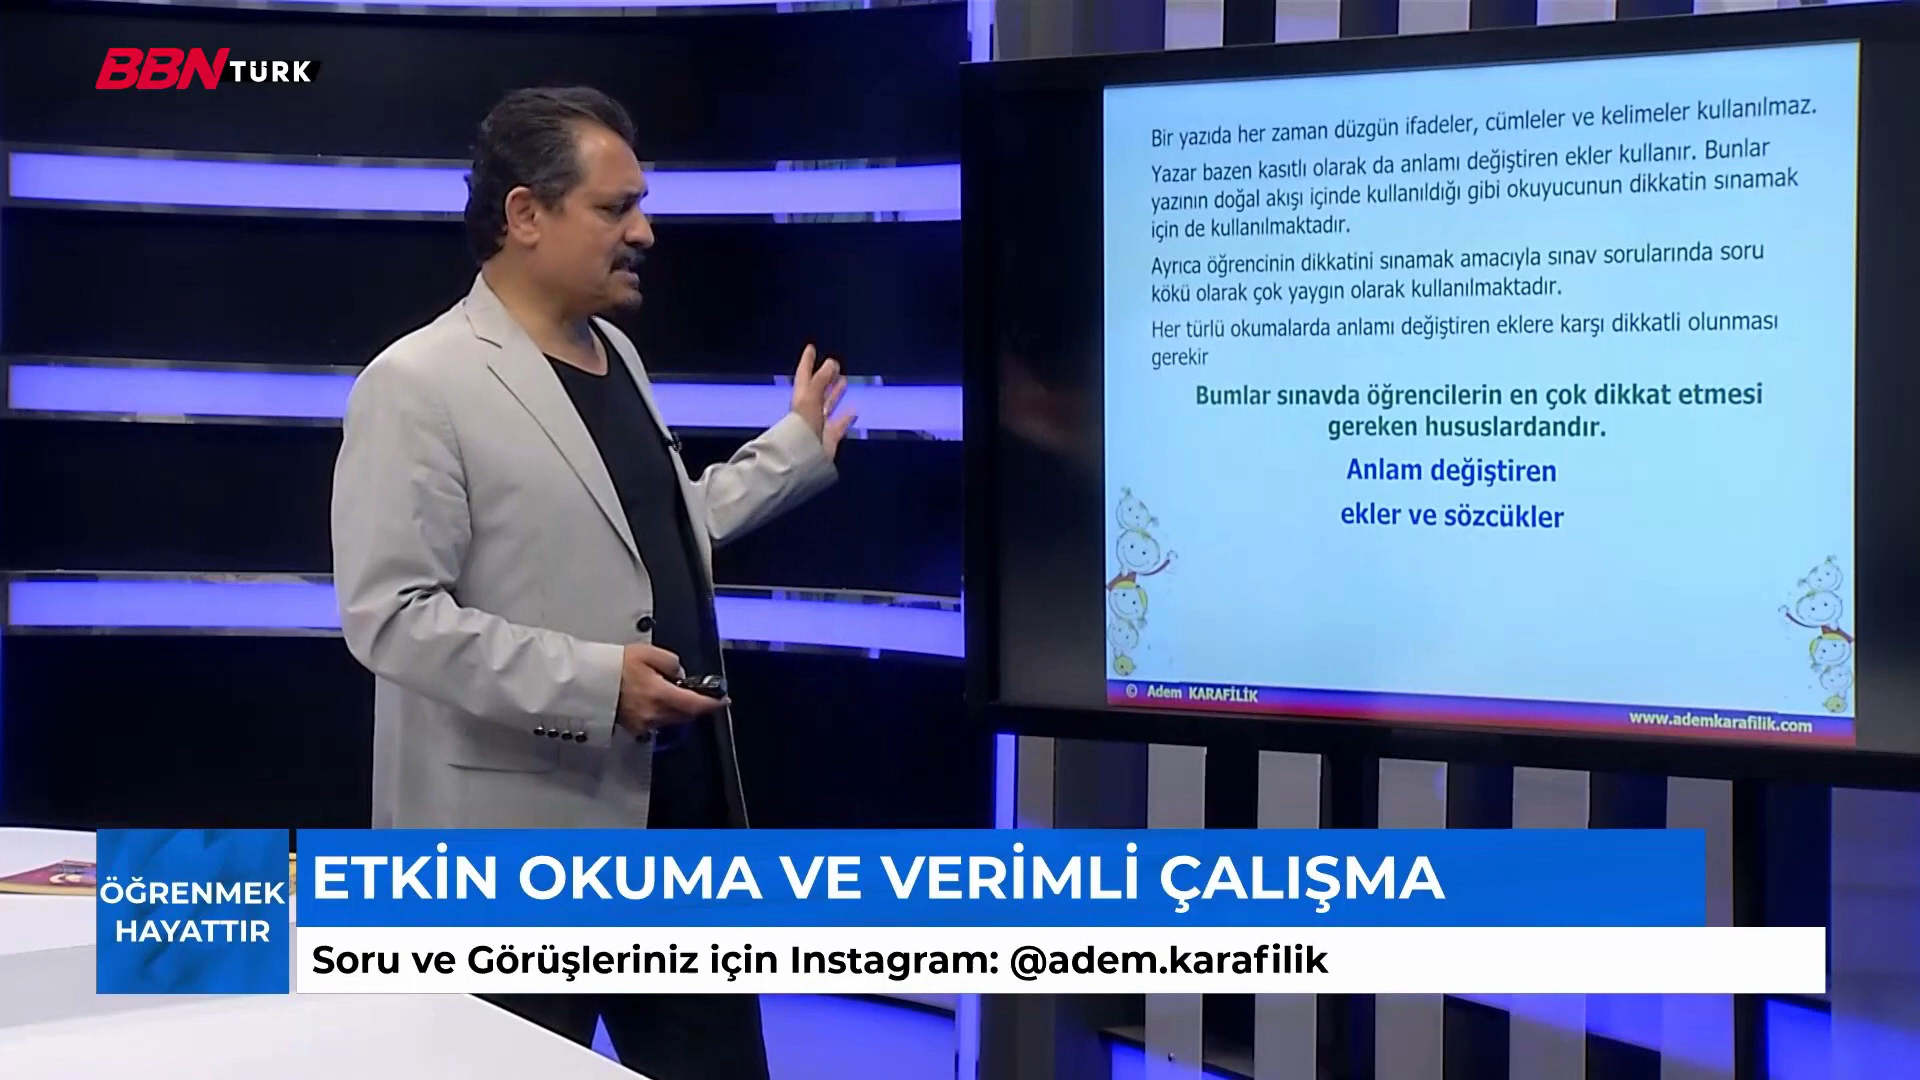 BBN TÜRK
Bir yazıda her zaman düzgün ifadeler, cümleler ve kelimeler kullanılmaz.
Yazar bazen kasıtlı olarak da anlamı değiştiren ekler kullanır. Bunlar
yazının doğal akışı içinde kullanıldığı gibi okuyucunun dikkatin sınamak
için de kullanılmaktadır.
Ayrıca öğrencinin dikkatini sınamak amacıyla sınav sorularında soru
kökü olarak çok yaygın olarak kullanılmaktadır.
Her türlü okumalarda anlamı değiştiren eklere karşı dikkatli olunması
gerekir
Bumlar sınavda öğrencilerin en çok dikkat etmesi
gereken hususlardandır.
Anlam değiştiren
ekler ve sözcükler
© Adem KARAFİLİK
www.ademkarafilik.com
ÖĞRENMEK
HAYATTIR
ETKİN OKUMA VE VERİMLİ ÇALIŞMA
Soru ve Görüşleriniz için Instagram: @adem.karafilik